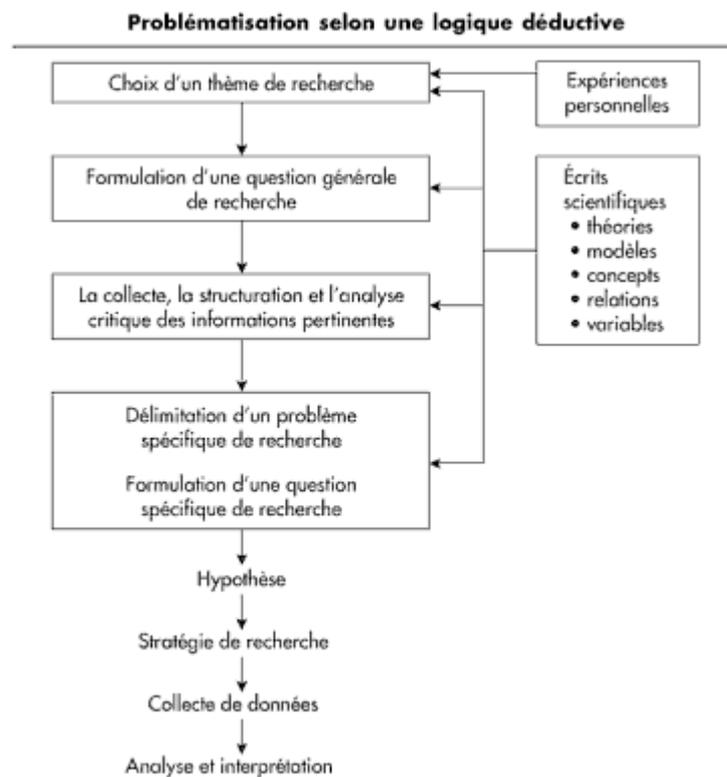 Problématisation selon une logique déductive
Choix d'un thème de recherche
Expériences
personnelles
Formulation d'une question générale
de recherche
Écrits
scientifiques
• théories
• modèles
• concepts
• relations
• variables
La collecte, la structuration et l'analyse
critique des informations pertinentes
Délimitation d'un problème
spécifique de recherche
Formulation d'une question
spécifique de recherche
Hypothèse
Stratégie de recherche
Collecte de données
Analyse et interprétation